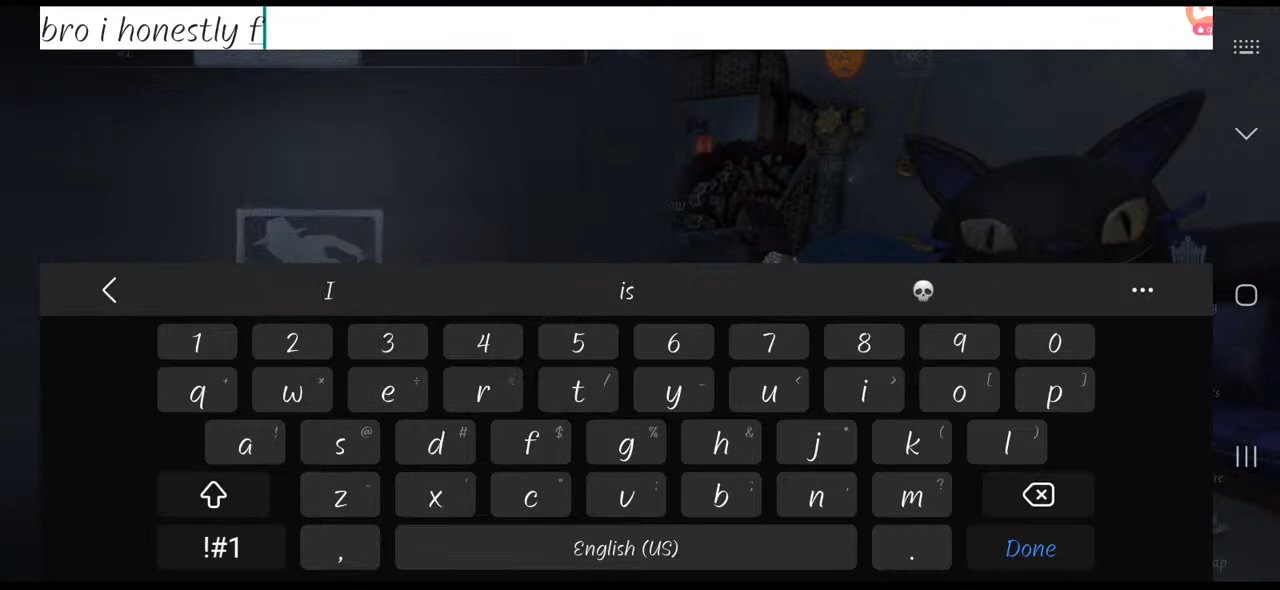 bro i honestly f
I is 💀 ...
1 2 3 4 5 6 7 8 9 0
q + w × e ÷ r t / y _ u < i > o [ p ]
a ! s @ d # f $ g % h & j * k ( l )
z - x ' c " v : b ; n , m ?
!#1 , English (US) . Done